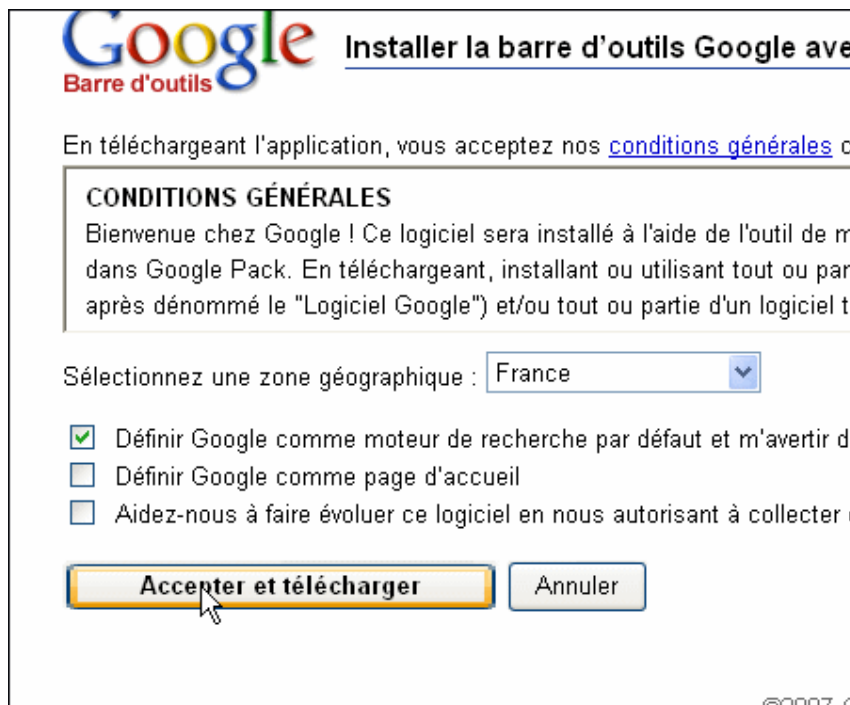 Google
Installer la barre d'outils Google ave
Barre d'outils
En téléchargeant l'application, vous acceptez nos conditions générales
CONDITIONS GÉNÉRALES
Bienvenue chez Google ! Ce logiciel sera installé à l'aide de l'outil de
dans Google Pack. En téléchargeant, installant ou utilisant tout ou par
après dénommé le "Logiciel Google") et/ou tout ou partie d'un logiciel t
Sélectionnez une zone géographique : France
Définir Google comme moteur de recherche par défaut et m'avertir d
Définir Google comme page d'accueil
Aidez-nous à faire évoluer ce logiciel en nous autorisant à collecter
Accepter et télécharger
Annuler